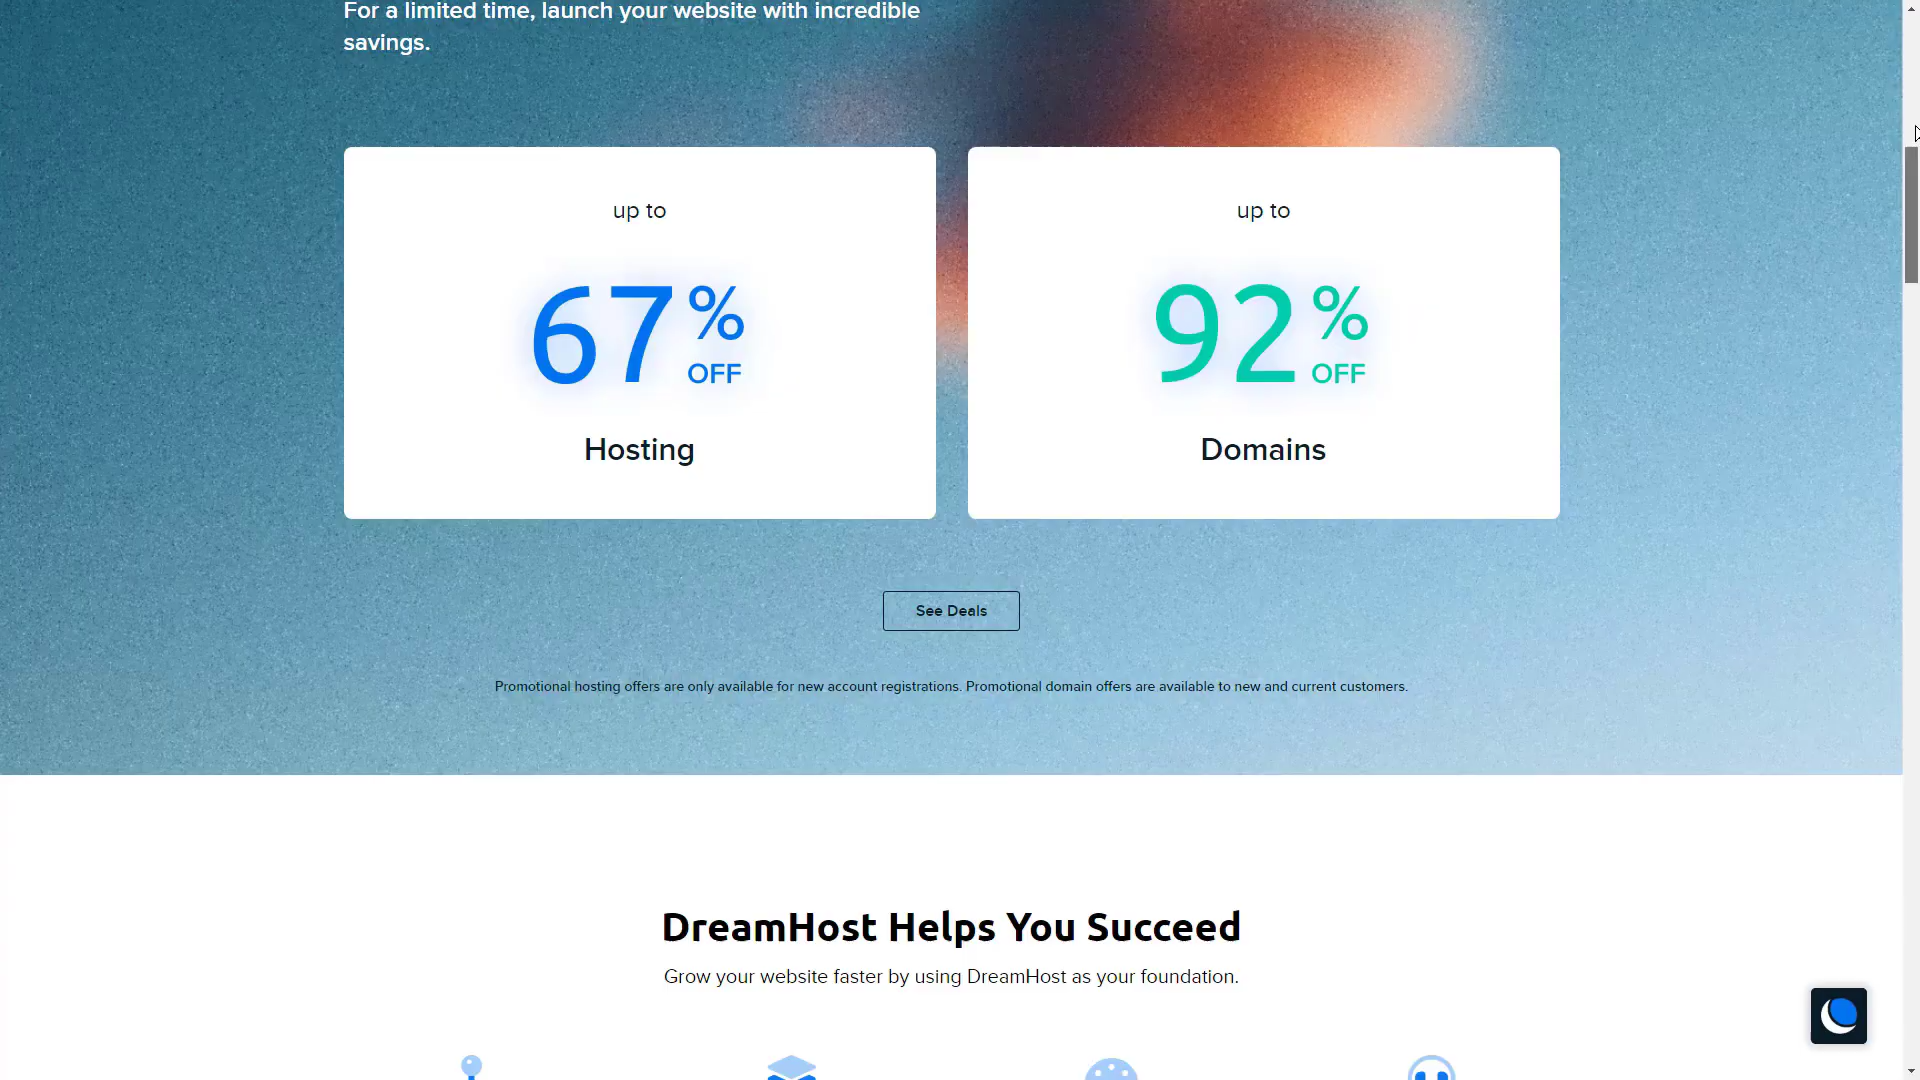 For a limited time, launch your website with incredible
savings.
up to
67%
OFF
Hosting
up to
92%
OFF
Domains
See Deals
Promotional hosting offers are only available for new account registrations. Promotional domain offers are available to new and current customers.
DreamHost Helps You Succeed
Grow your website faster by using DreamHost as your foundation.